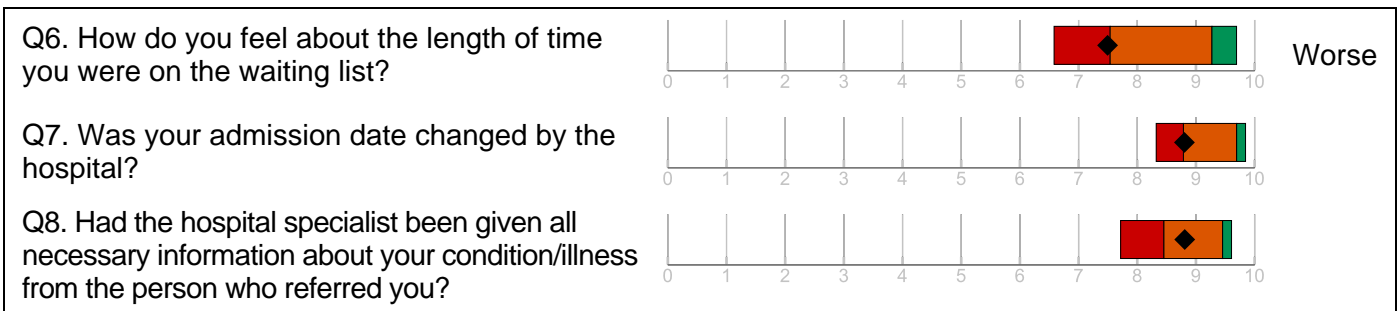 Q6. How do you feel about the length of time
you were on the waiting list?
0 1 2 3 4 5 6 7 8 9 10
Worse
Q7. Was your admission date changed by the
hospital?
0 1 2 3 4 5 6 7 8 9 10
Q8. Had the hospital specialist been given all
necessary information about your condition/illness
from the person who referred you?
0 1 2 3 4 5 6 7 8 9 10